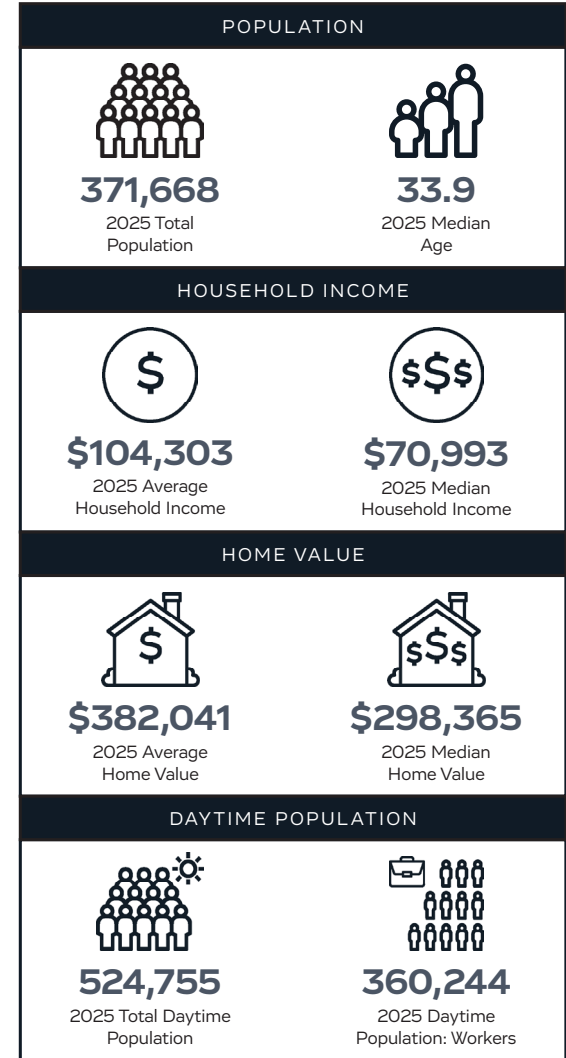 POPULATION
371,668
2025 Total
Population
33.9
2025 Median
Age
HOUSEHOLD INCOME
$
$104,303
2025 Average
Household Income
$$$
$70,993
2025 Median
Household Income
HOME VALUE
$
$382,041
2025 Average
Home Value
$$$
$298,365
2025 Median
Home Value
DAYTIME POPULATION
524,755
2025 Total Daytime
Population
360,244
2025 Daytime
Population: Workers